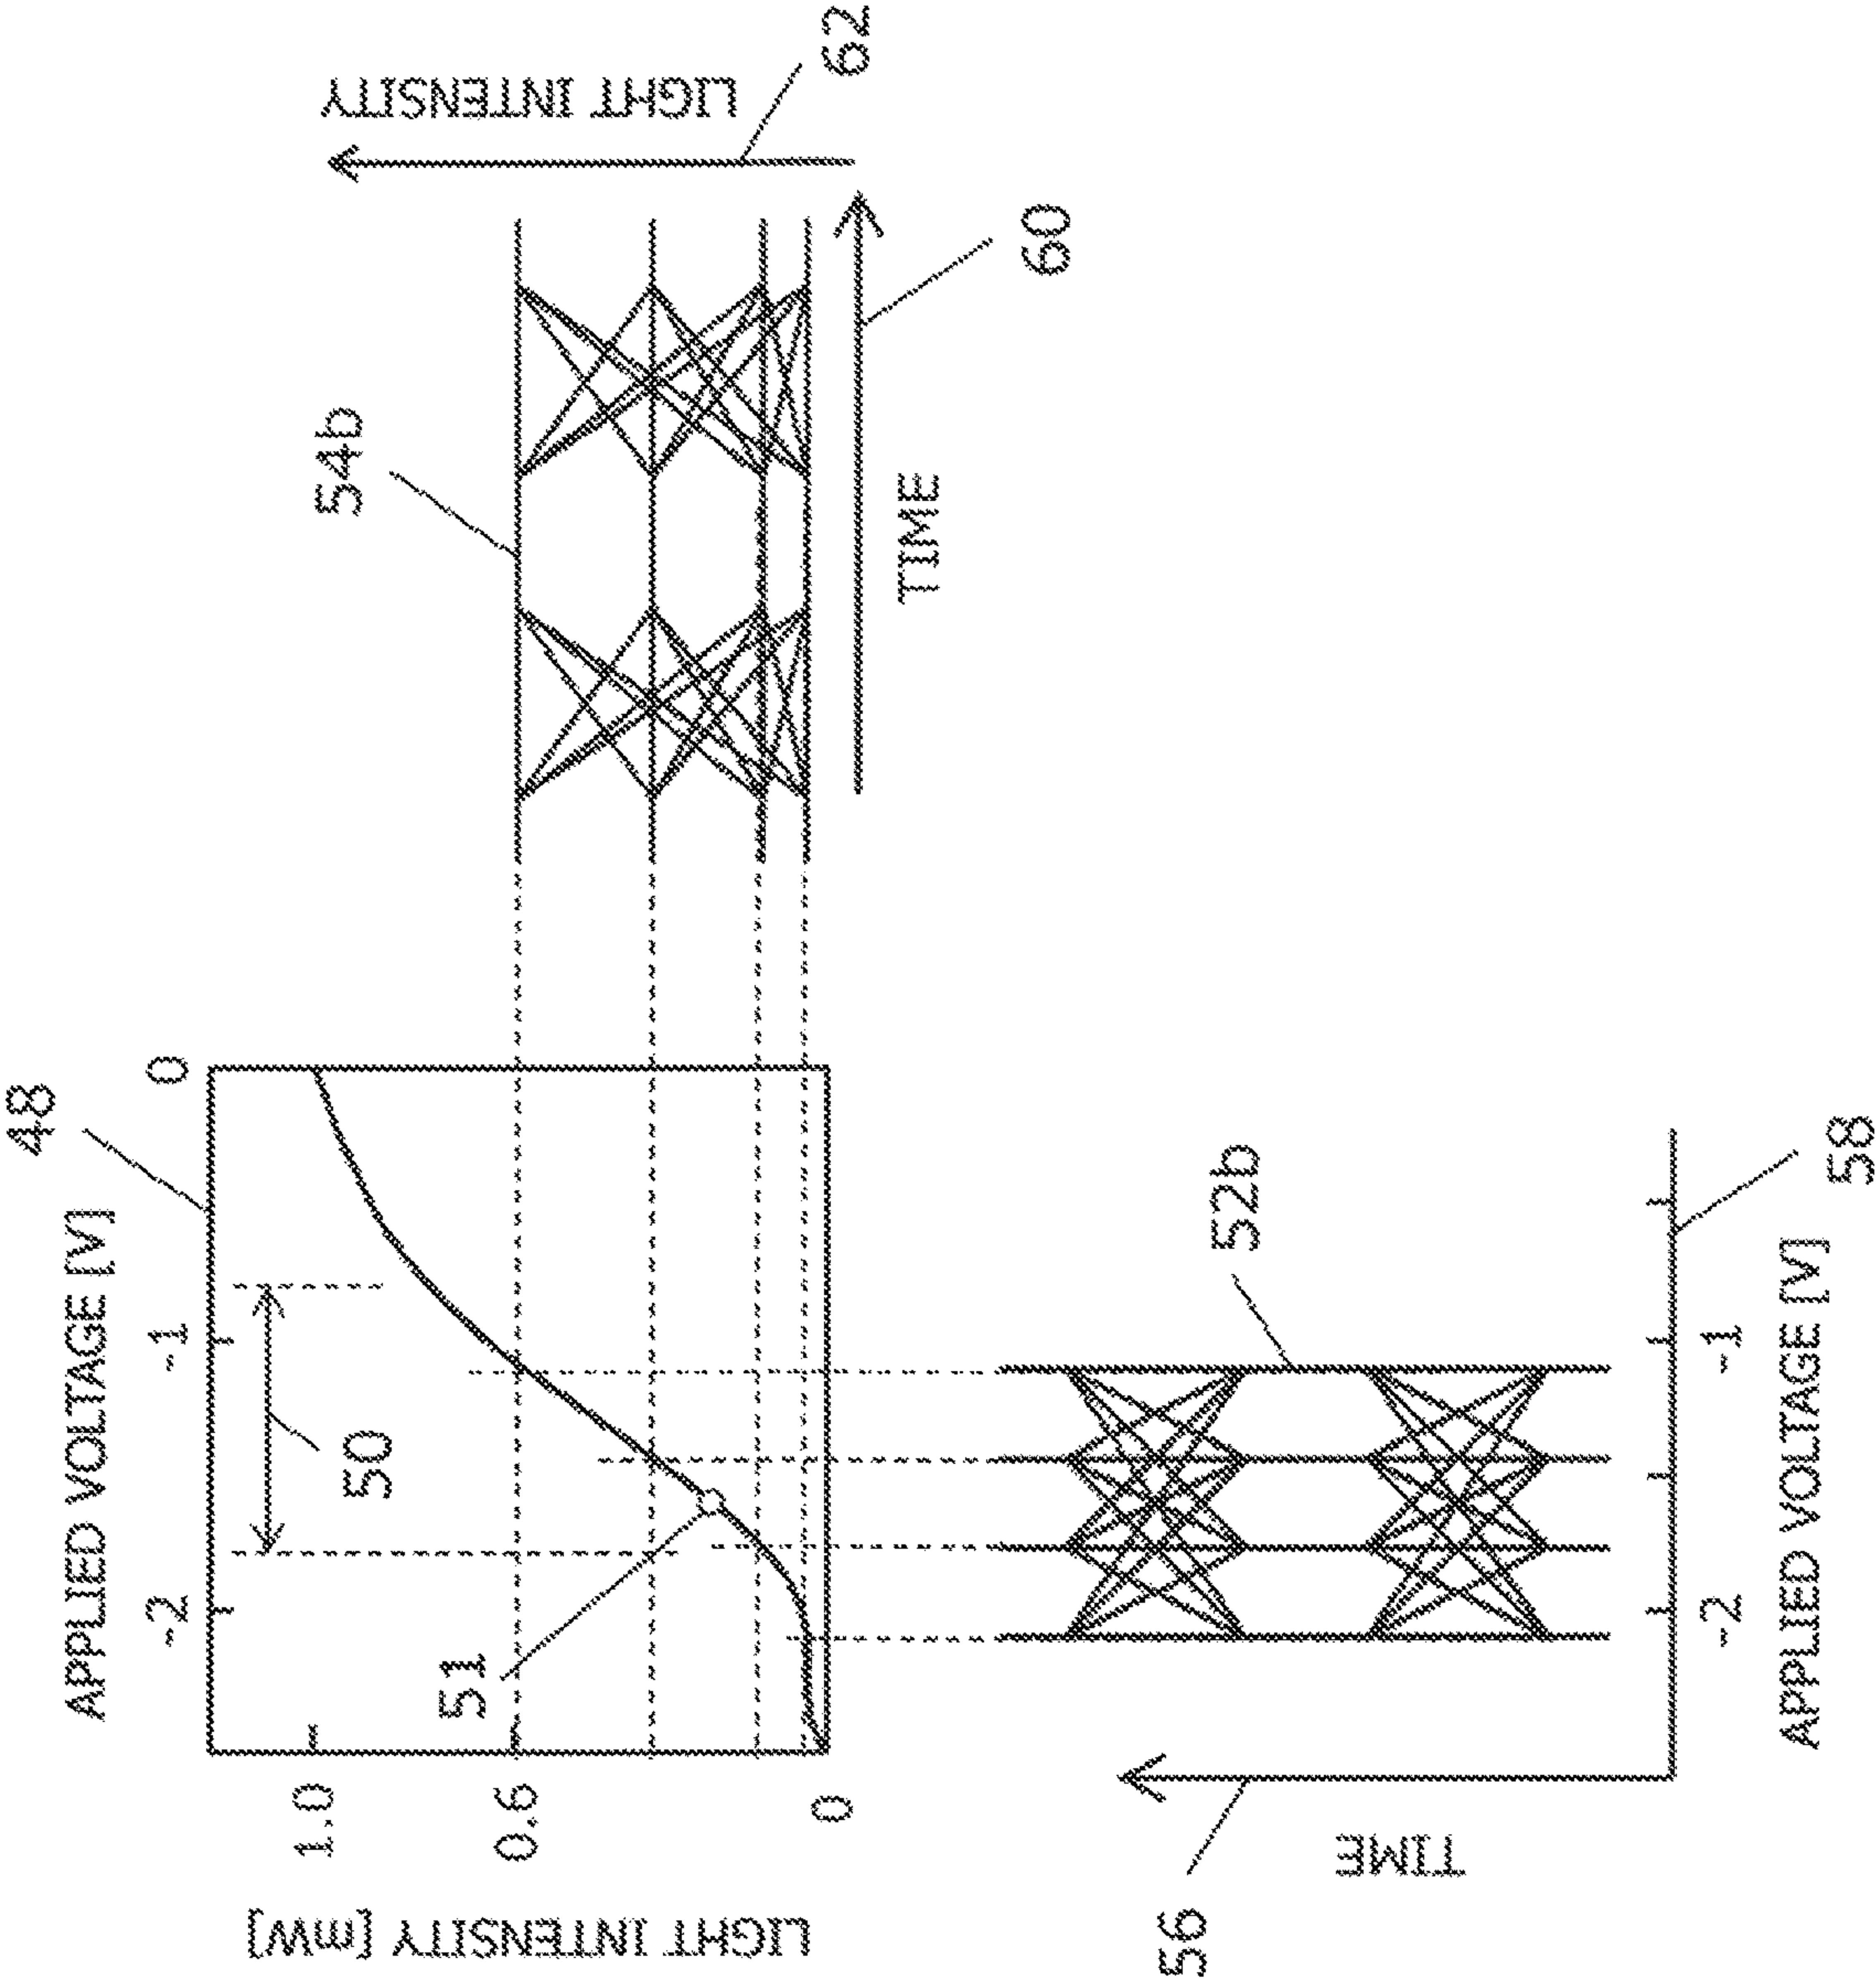 APPLIED VOLTAGE [V]
48
-2
-1
0
50
51
1.0
0.6
0
LIGHT INTENSITY [mW]
54b
LIGHT INTENSITY
62
TIME
60
52b
TIME
56
-2
-1
58
APPLIED VOLTAGE [V]